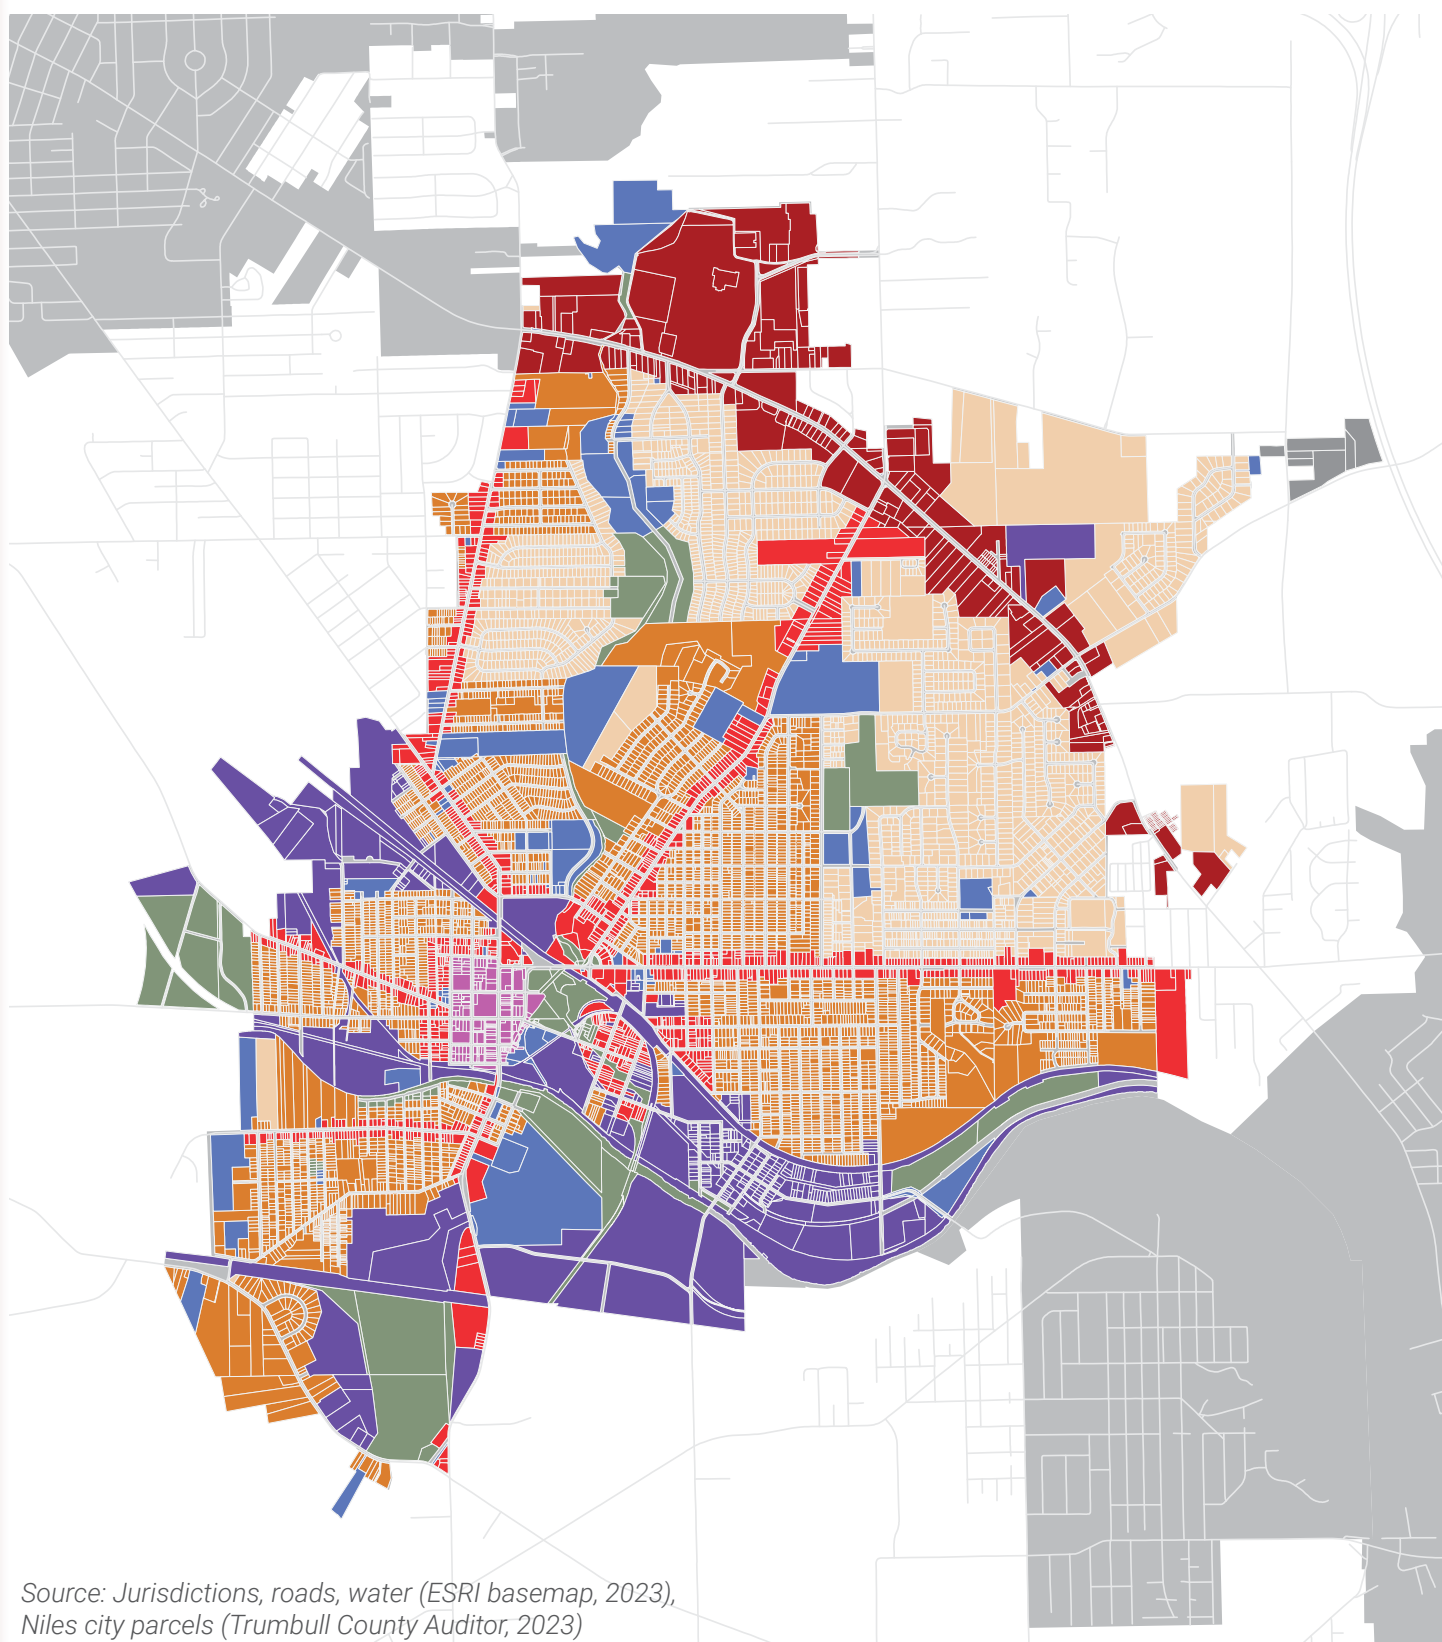 Source: Jurisdictions, roads, water (ESRI basemap, 2023),
Niles city parcels (Trumbull County Auditor, 2023)